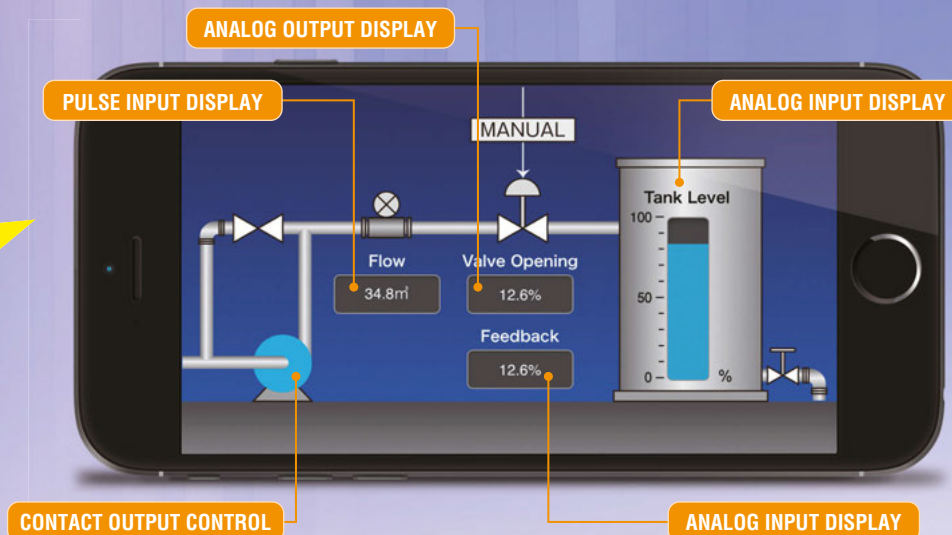 ANALOG OUTPUT DISPLAY
PULSE INPUT DISPLAY
ANALOG INPUT DISPLAY
MANUAL
Tank Level
100
Flow
Valve Opening
34.8㎡
12.6%
50
Feedback
12.6%
0
%
CONTACT OUTPUT CONTROL
ANALOG INPUT DISPLAY